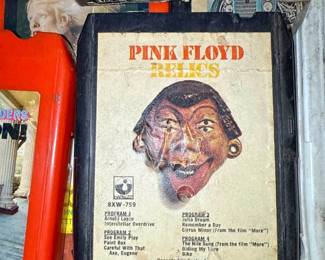 PINK FLOYD
RELICS
8XW-759
PROGRAM 1
Arnold Layne
Interstellar Overdrive
PROGRAM 2
See Emily Play
Paint Box
Careful With That
Axe, Eugene
PROGRAM 3
Julia Dream
Remember a Day
Cirrus Minor (From the film "More")
PROGRAM 4
The Nile Song (From the film "More")
Biding My Time
Bike